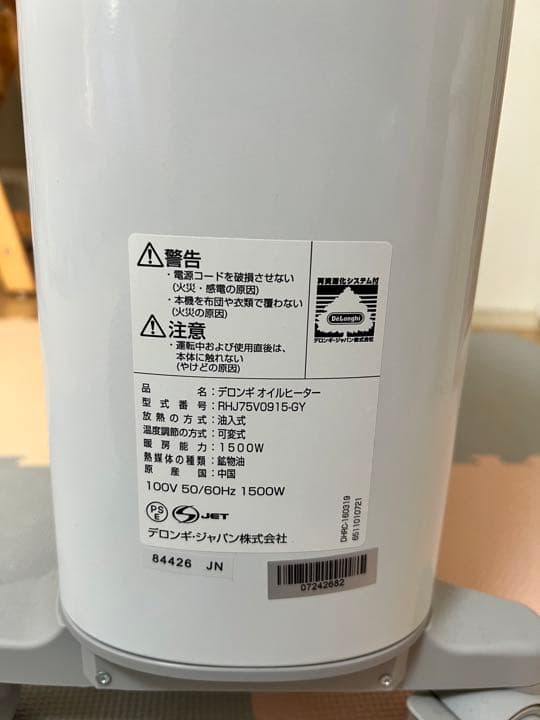 警告
・電源コードを破損させない
(火災・感電の原因)
・本機を布団や衣類で覆わない
(火災の原因)
注意
・運転中および使用直後は、
本体に触れない
(やけどの原因)
再資源化システム付
DeLonghi
デロンギ・ジャパン株式会社
品名:デロンギ オイルヒーター
型式番号:RHJ75V0915-GY
放熱の方式:油入式
温度調節の方式:可変式
暖房能力:1500W
熱媒体の種類:鉱物油
原産国:中国
100V 50/60Hz 1500W
PSE JET
デロンギ・ジャパン株式会社
DHRC-160319
6511010721
84426 JN
07242682